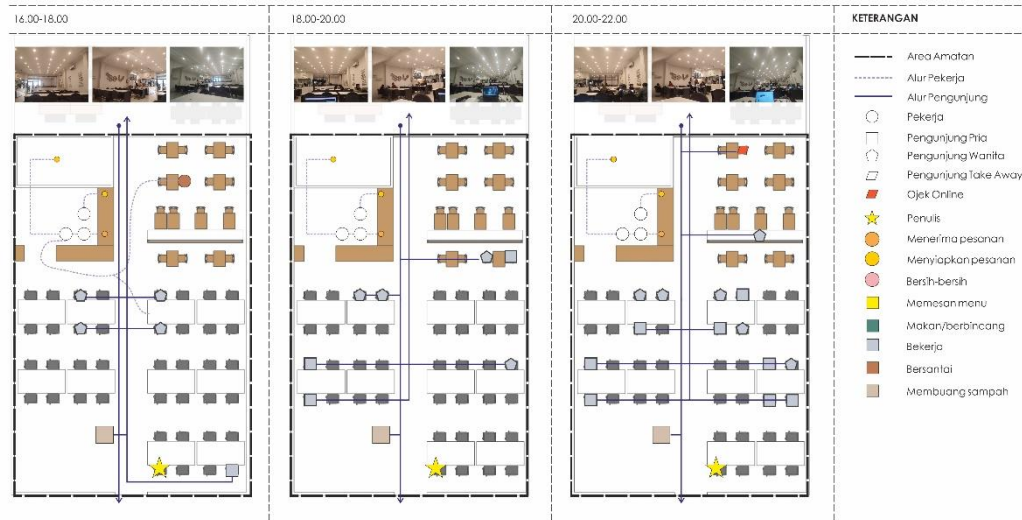 16.00-18.00
18.00-20.00
20.00-22.00
KETERANGAN
Area Amatan
Alur Pekerja
Alur Pengunjung
Pekerja
Pengunjung Pria
Pengunjung Wanita
Pengunjung Take Away
Ojek Online
Penulis
Menerima pesanan
Menyiapkan pesanan
Bersih-bersih
Memesan menu
Makan/berbincang
Bekerja
Bersantai
Membuang sampah